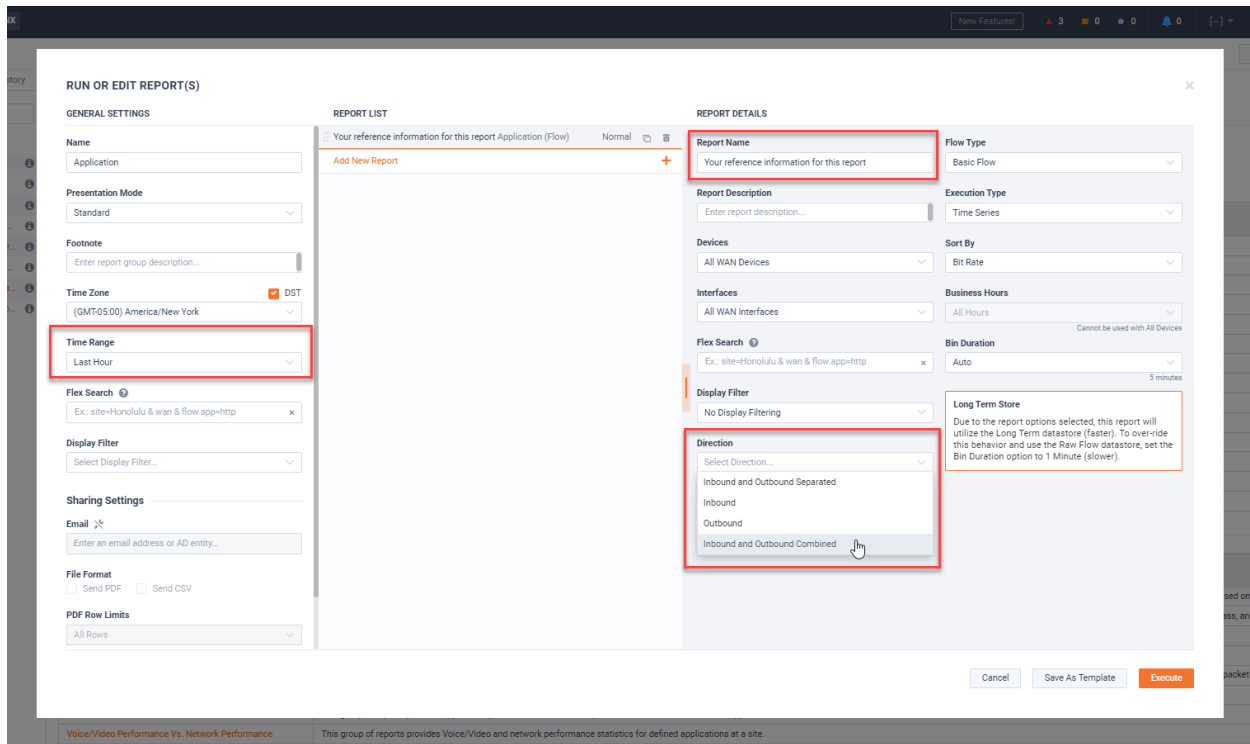 NX
New Features!
3
0
0
0
story
RUN OR EDIT REPORT(S)
GENERAL SETTINGS
Name
Application
Presentation Mode
Standard
Footnote
Enter report group description...
Time Zone
DST
(GMT-05:00) America/New York
Time Range
Last Hour
Flex Search
Ex.: site=Honolulu & wan & flow.app=http
Display Filter
Select Display Filter...
Sharing Settings
Email
Enter an email address or AD entity...
File Format
Send PDF Send CSV
PDF Row Limits
All Rows
REPORT LIST
Your reference information for this report Application (Flow) Normal
Add New Report +
REPORT DETAILS
Report Name
Your reference information for this report
Report Description
Enter report description...
Devices
All WAN Devices
Interfaces
All WAN Interfaces
Flex Search
Ex.: site=Honolulu & wan & flow.app=http
Display Filter
No Display Filtering
Direction
Select Direction...
Inbound and Outbound Separated
Inbound
Outbound
Inbound and Outbound Combined
Flow Type
Basic Flow
Execution Type
Time Series
Sort By
Bit Rate
Business Hours
All Hours
Cannot be used with All Devices
Bin Duration
Auto
5 minutes
Long Term Store
Due to the report options selected, this report will
utilize the Long Term datastore (faster). To over-ride
this behavior and use the Raw Flow datastore, set the
Bin Duration option to 1 Minute (slower).
Cancel
Save As Template
Execute
sed on
ass, an
packet
Voice/Video Performance Vs. Network Performance
This group of reports provides Voice/Video and network performance statistics for defined applications at a site.